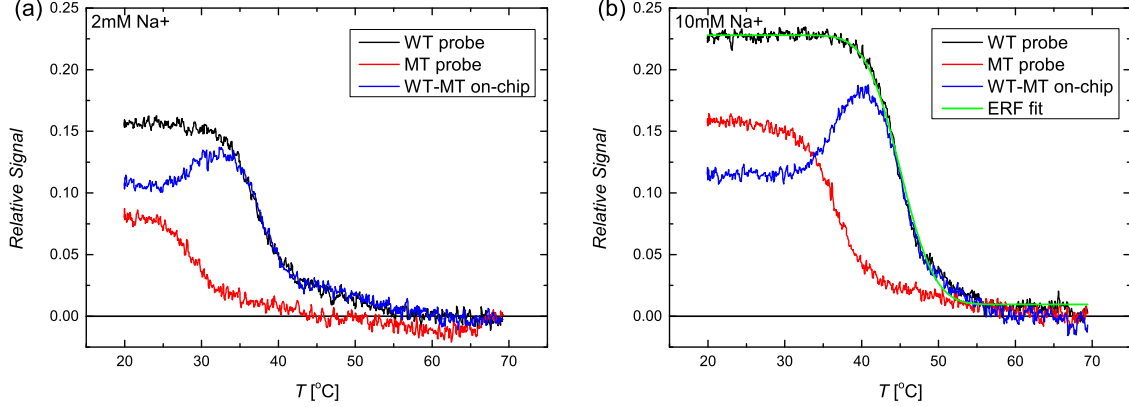 (a)
2mM Na+
WT probe
MT probe
WT-MT on-chip
0.25
0.20
0.15
0.10
0.05
0.00
Relative Signal
20 30 40 50 60 70
T [°C]
(b)
10mM Na+
WT probe
MT probe
WT-MT on-chip
ERF fit
0.25
0.20
0.15
0.10
0.05
0.00
Relative Signal
20 30 40 50 60 70
T [°C]